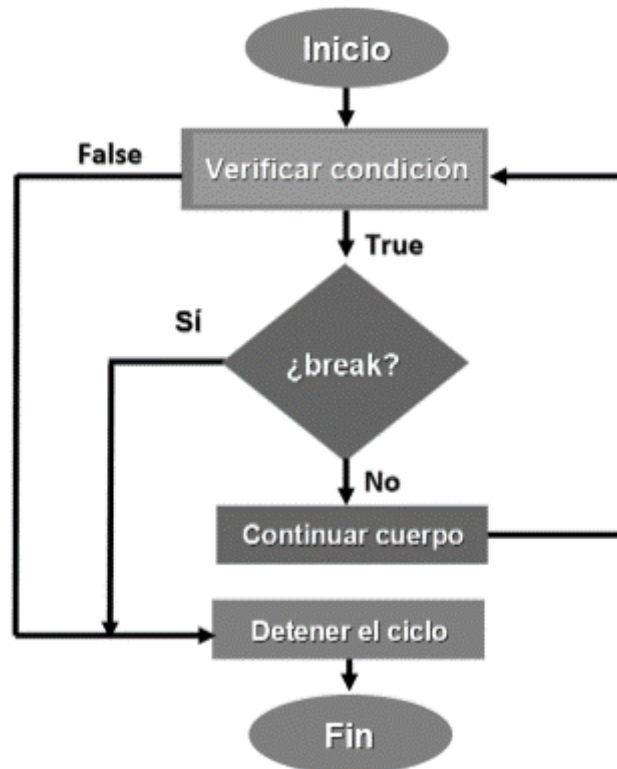 Inicio
False
Verificar condición
True
Sí
¿break?
No
Continuar cuerpo
Detener el ciclo
Fin